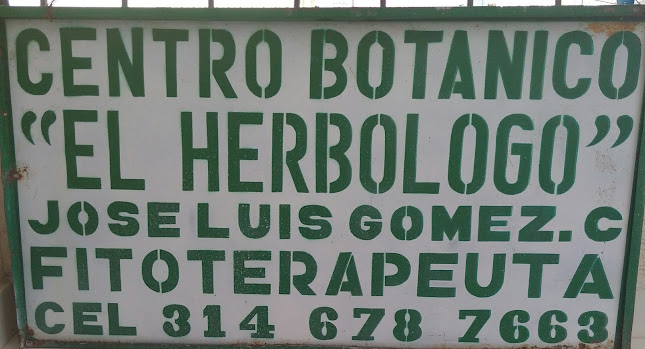 CENTRO BOTANICO
"EL HERBOLOGO"
JOSE LUIS GOMEZ. C
FITOTERAPEUTA
CEL 314 678 7663